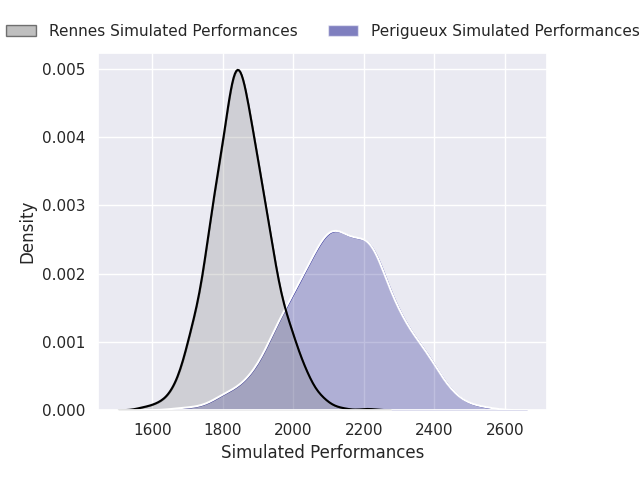 Rennes Simulated Performances Perigueux Simulated Performances
0.005
0.004
0.003
0.002
0.001
0.000
Density
1600 1800 2000 2200 2400 2600
Simulated Performances